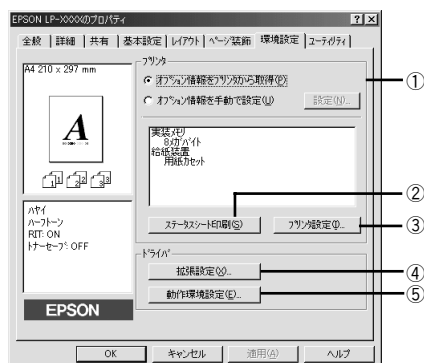 EPSON LP-XXXXのプロパティ
全般 詳細 共有 基本設定 レイアウト ページ装飾 環境設定 ユーティリティ
A4 210 x 297 mm
A
1 1 2 2 3 3
ハヤイ
ハーフトーン
RIT: ON
トナーセーブ: OFF
EPSON
プリンタ
オプション情報をプリンタから取得(P)
オプション情報を手動で設定(U)
設定(N)...
実装メモリ
8メガバイト
給紙装置
用紙カセット
ステータスシート印刷(S)
プリンタ設定(I)...
ドライバ
拡張設定(X)...
動作環境設定(E)...
OK キャンセル 適用(A) ヘルプ
①
②
③
④
⑤